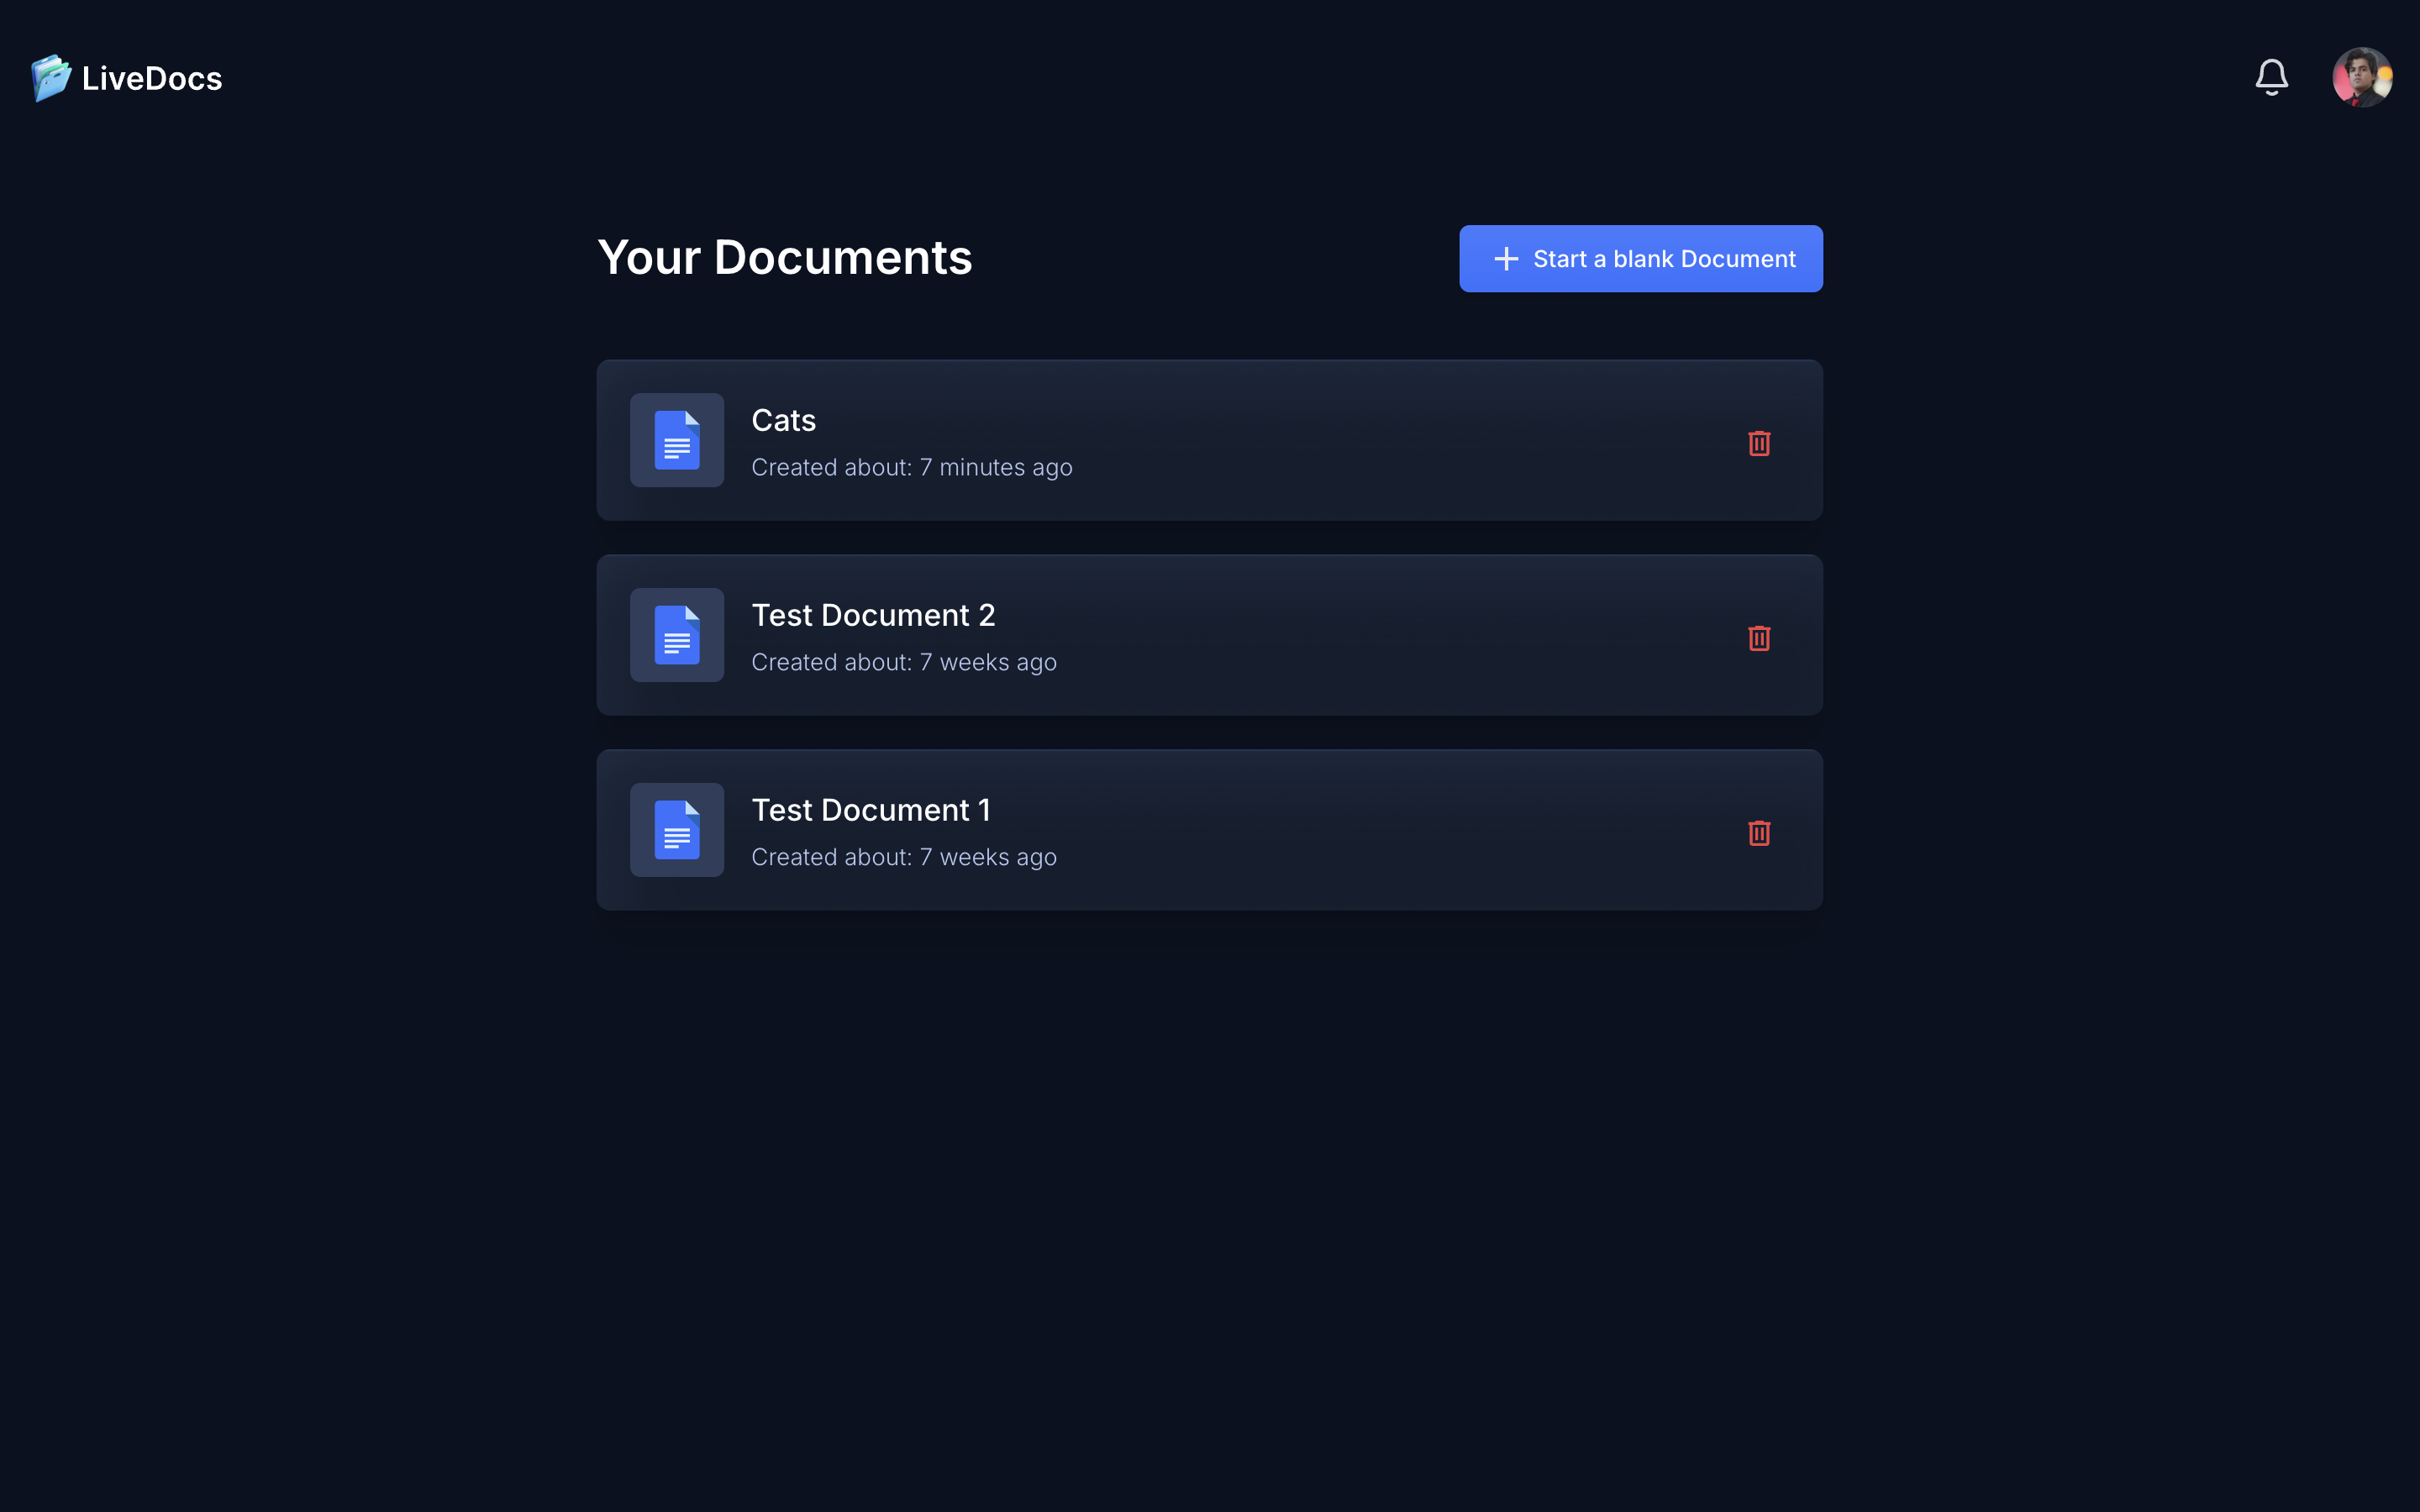 LiveDocs
Your Documents
Start a blank Document
Cats
Created about: 7 minutes ago
Test Document 2
Created about: 7 weeks ago
Test Document 1
Created about: 7 weeks ago